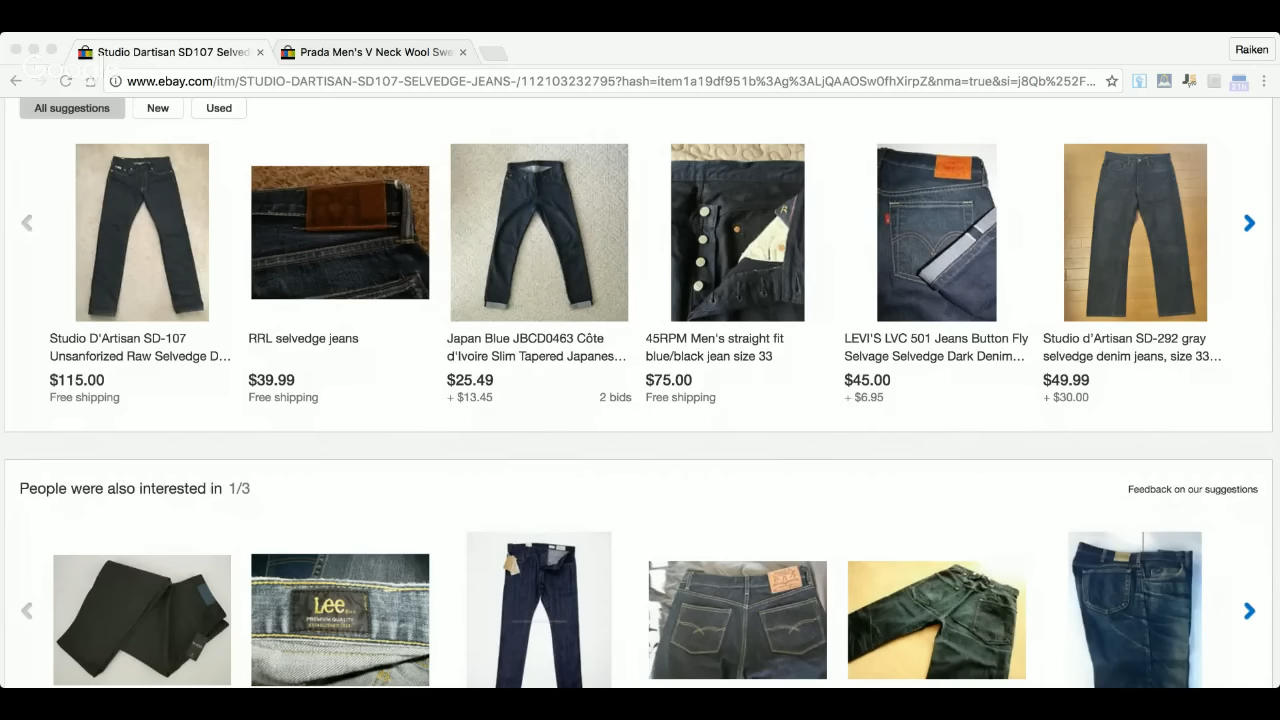 Studio Dartisan SD107 Selved
Prada Men's V Neck Wool Swe
Raiken
www.ebay.com/itm/STUDIO-DARTISAN-SD107-SELVEDGE-JEANS-/112103232795?hash=item1a19df951b%3Ag%3ALjQAAOSw0fhXirpZ&nma=true&si=j8Qb%252F...
Google
All suggestions
New
Used
Studio D'Artisan SD-107
Unsanforized Raw Selvedge D...
$115.00
Free shipping
RRL selvedge jeans
$39.99
Free shipping
Japan Blue JBCD0463 Côte
d'Ivoire Slim Tapered Japanes...
$25.49
+ $13.45
2 bids
45RPM Men's straight fit
blue/black jean size 33
$75.00
Free shipping
LEVI'S LVC 501 Jeans Button Fly
Selvage Selvedge Dark Denim...
$45.00
+ $6.95
Studio d'Artisan SD-292 gray
selvedge denim jeans, size 33...
$49.99
+ $30.00
People were also interested in 1/3
Feedback on our suggestions
Lee
PREMIUM QUALITY